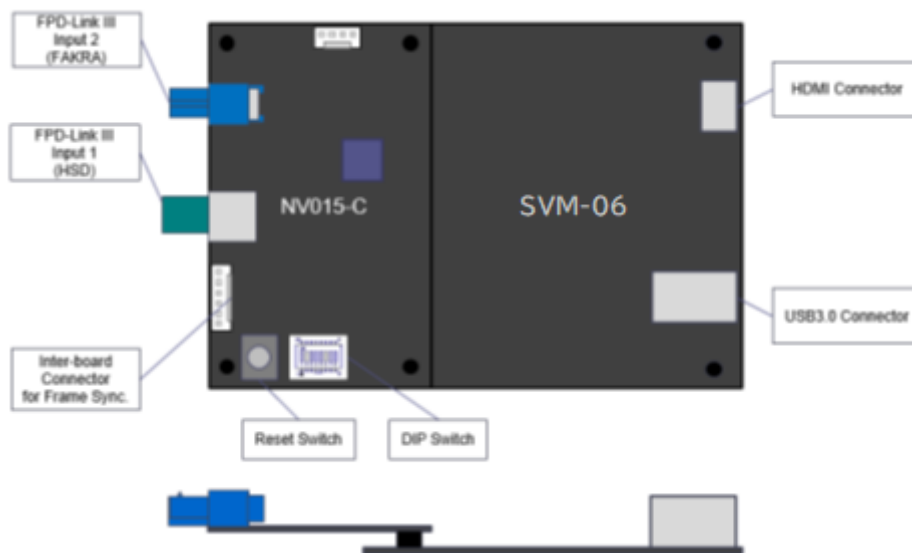 FPD-Link III
Input 2
(FAKRA)
HDMI Connector
FPD-Link III
Input 1
(HSD)
NV015-C
SVM-06
USB3.0 Connector
Inter-board
Connector
for Frame Sync.
Reset Switch
DIP Switch